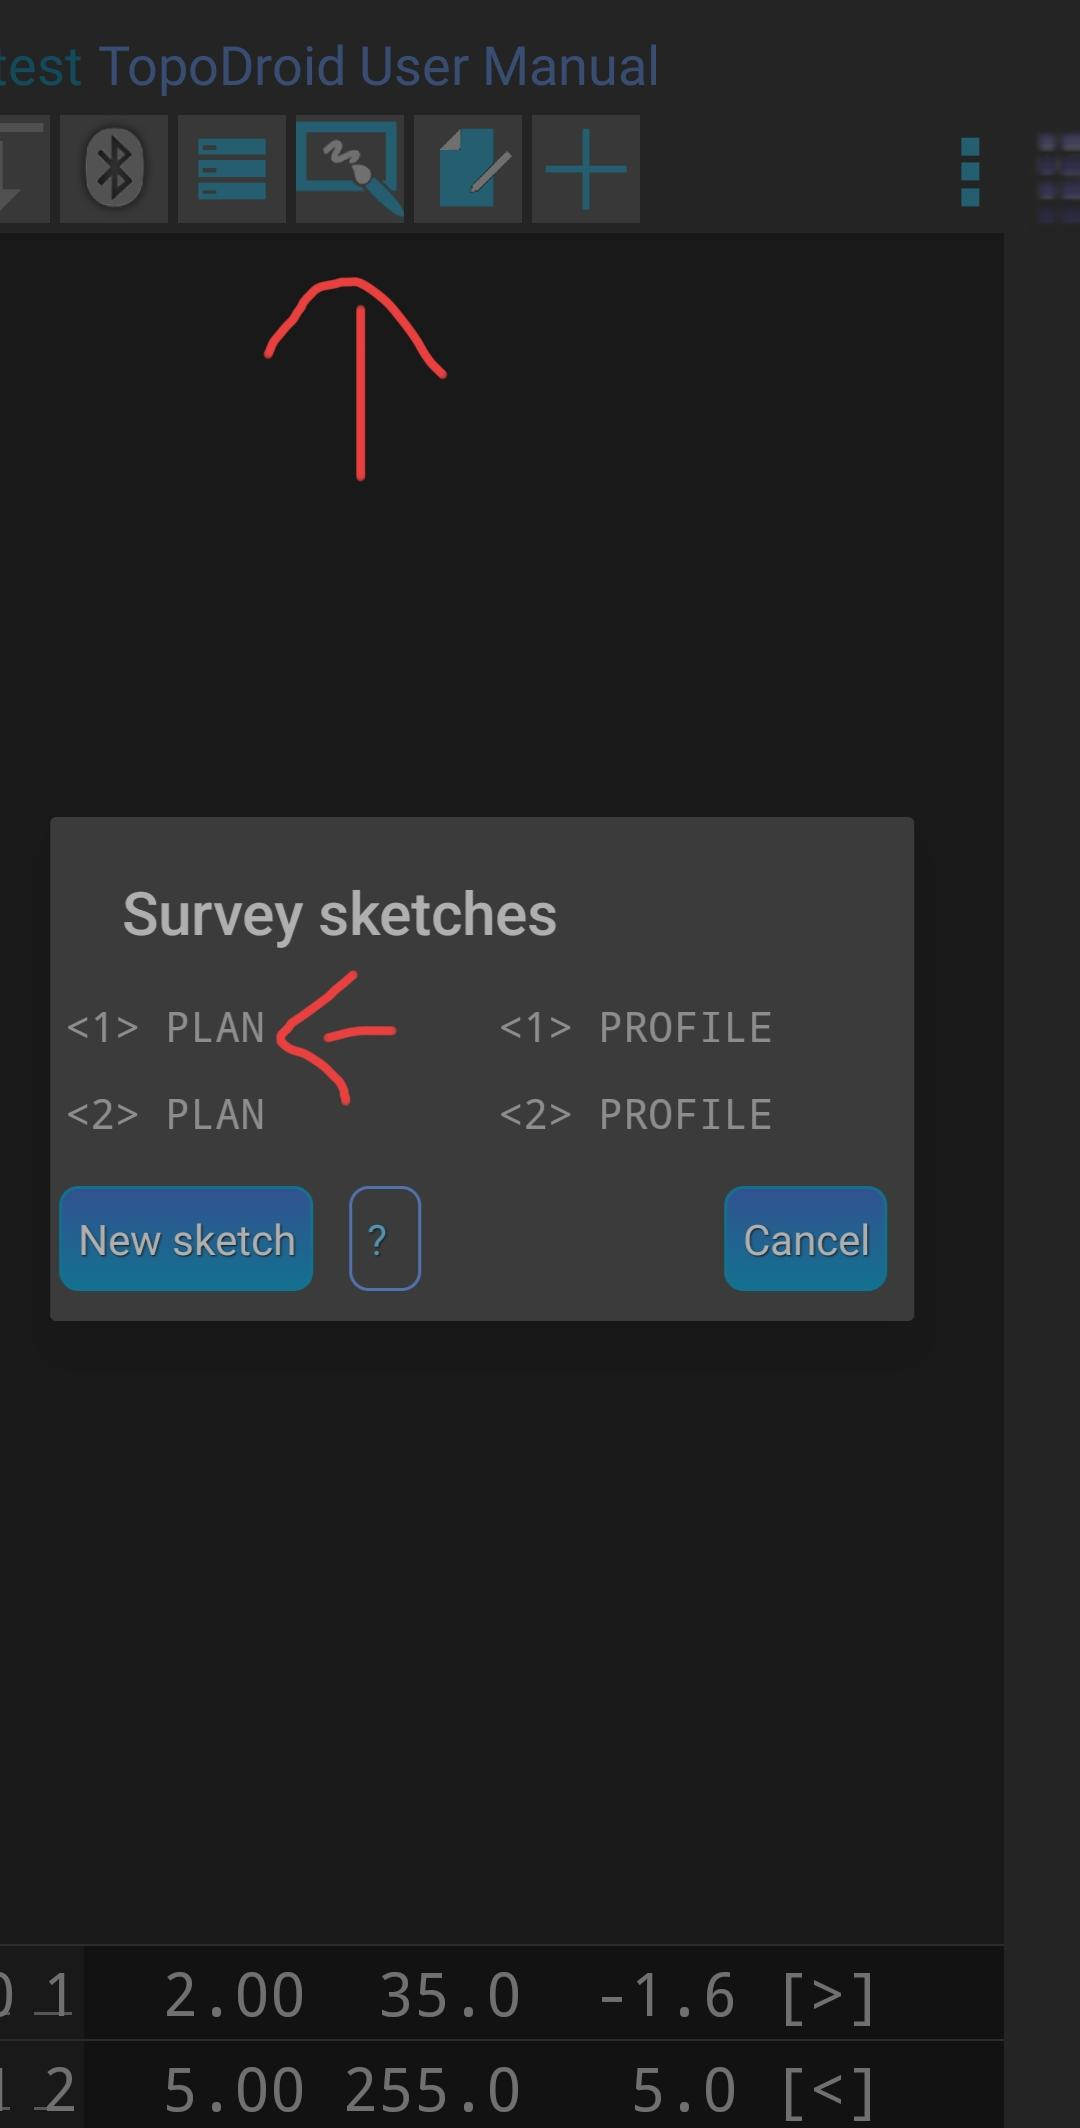 test TopoDroid User Manual
Survey sketches
<1> PLAN <1> PROFILE
<2> PLAN <2> PROFILE
New sketch ? Cancel
1 2.00 35.0 -1.6 [>]
2 5.00 255.0 5.0 [<]